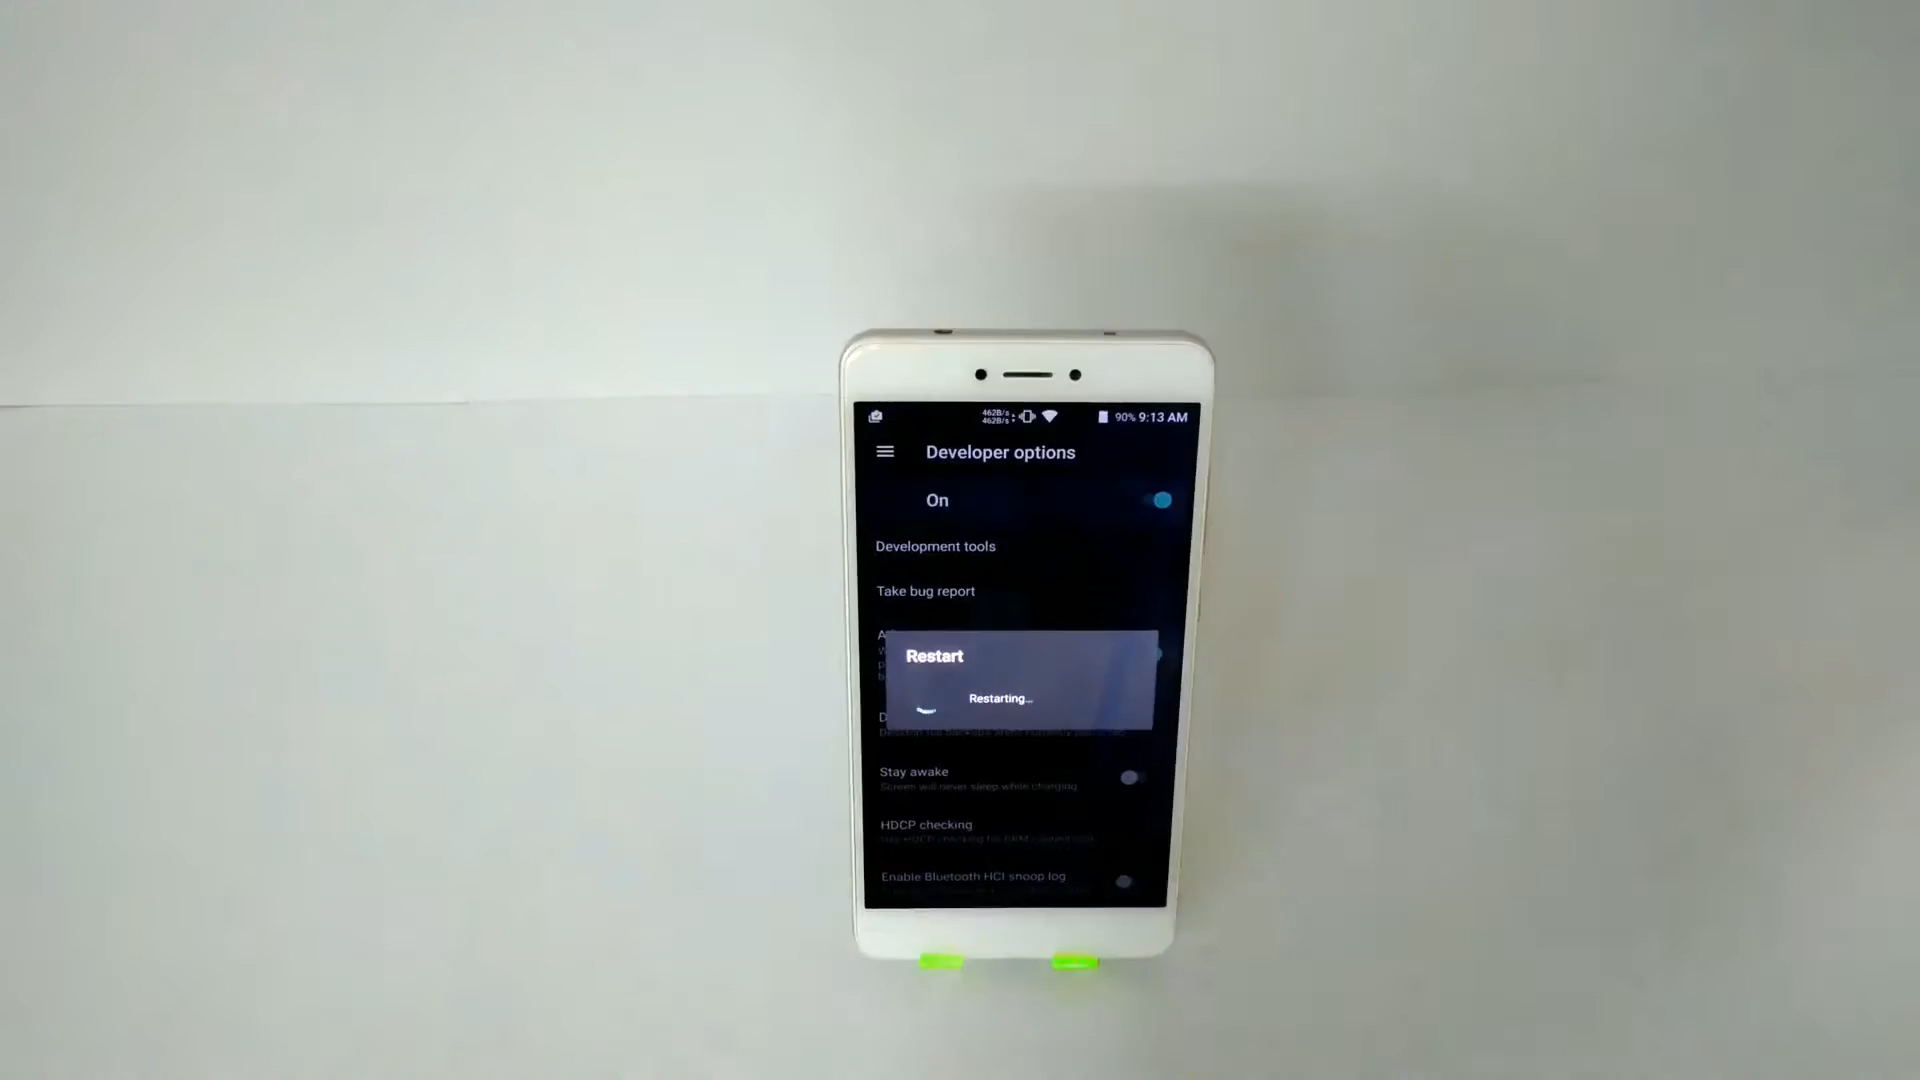 462B/s
462B/s
90% 9:13 AM
Developer options
On
Development tools
Take bug report
Restart
Restarting...
Stay awake
Screen will never sleep while charging
HDCP checking
Enable Bluetooth HCI snoop log